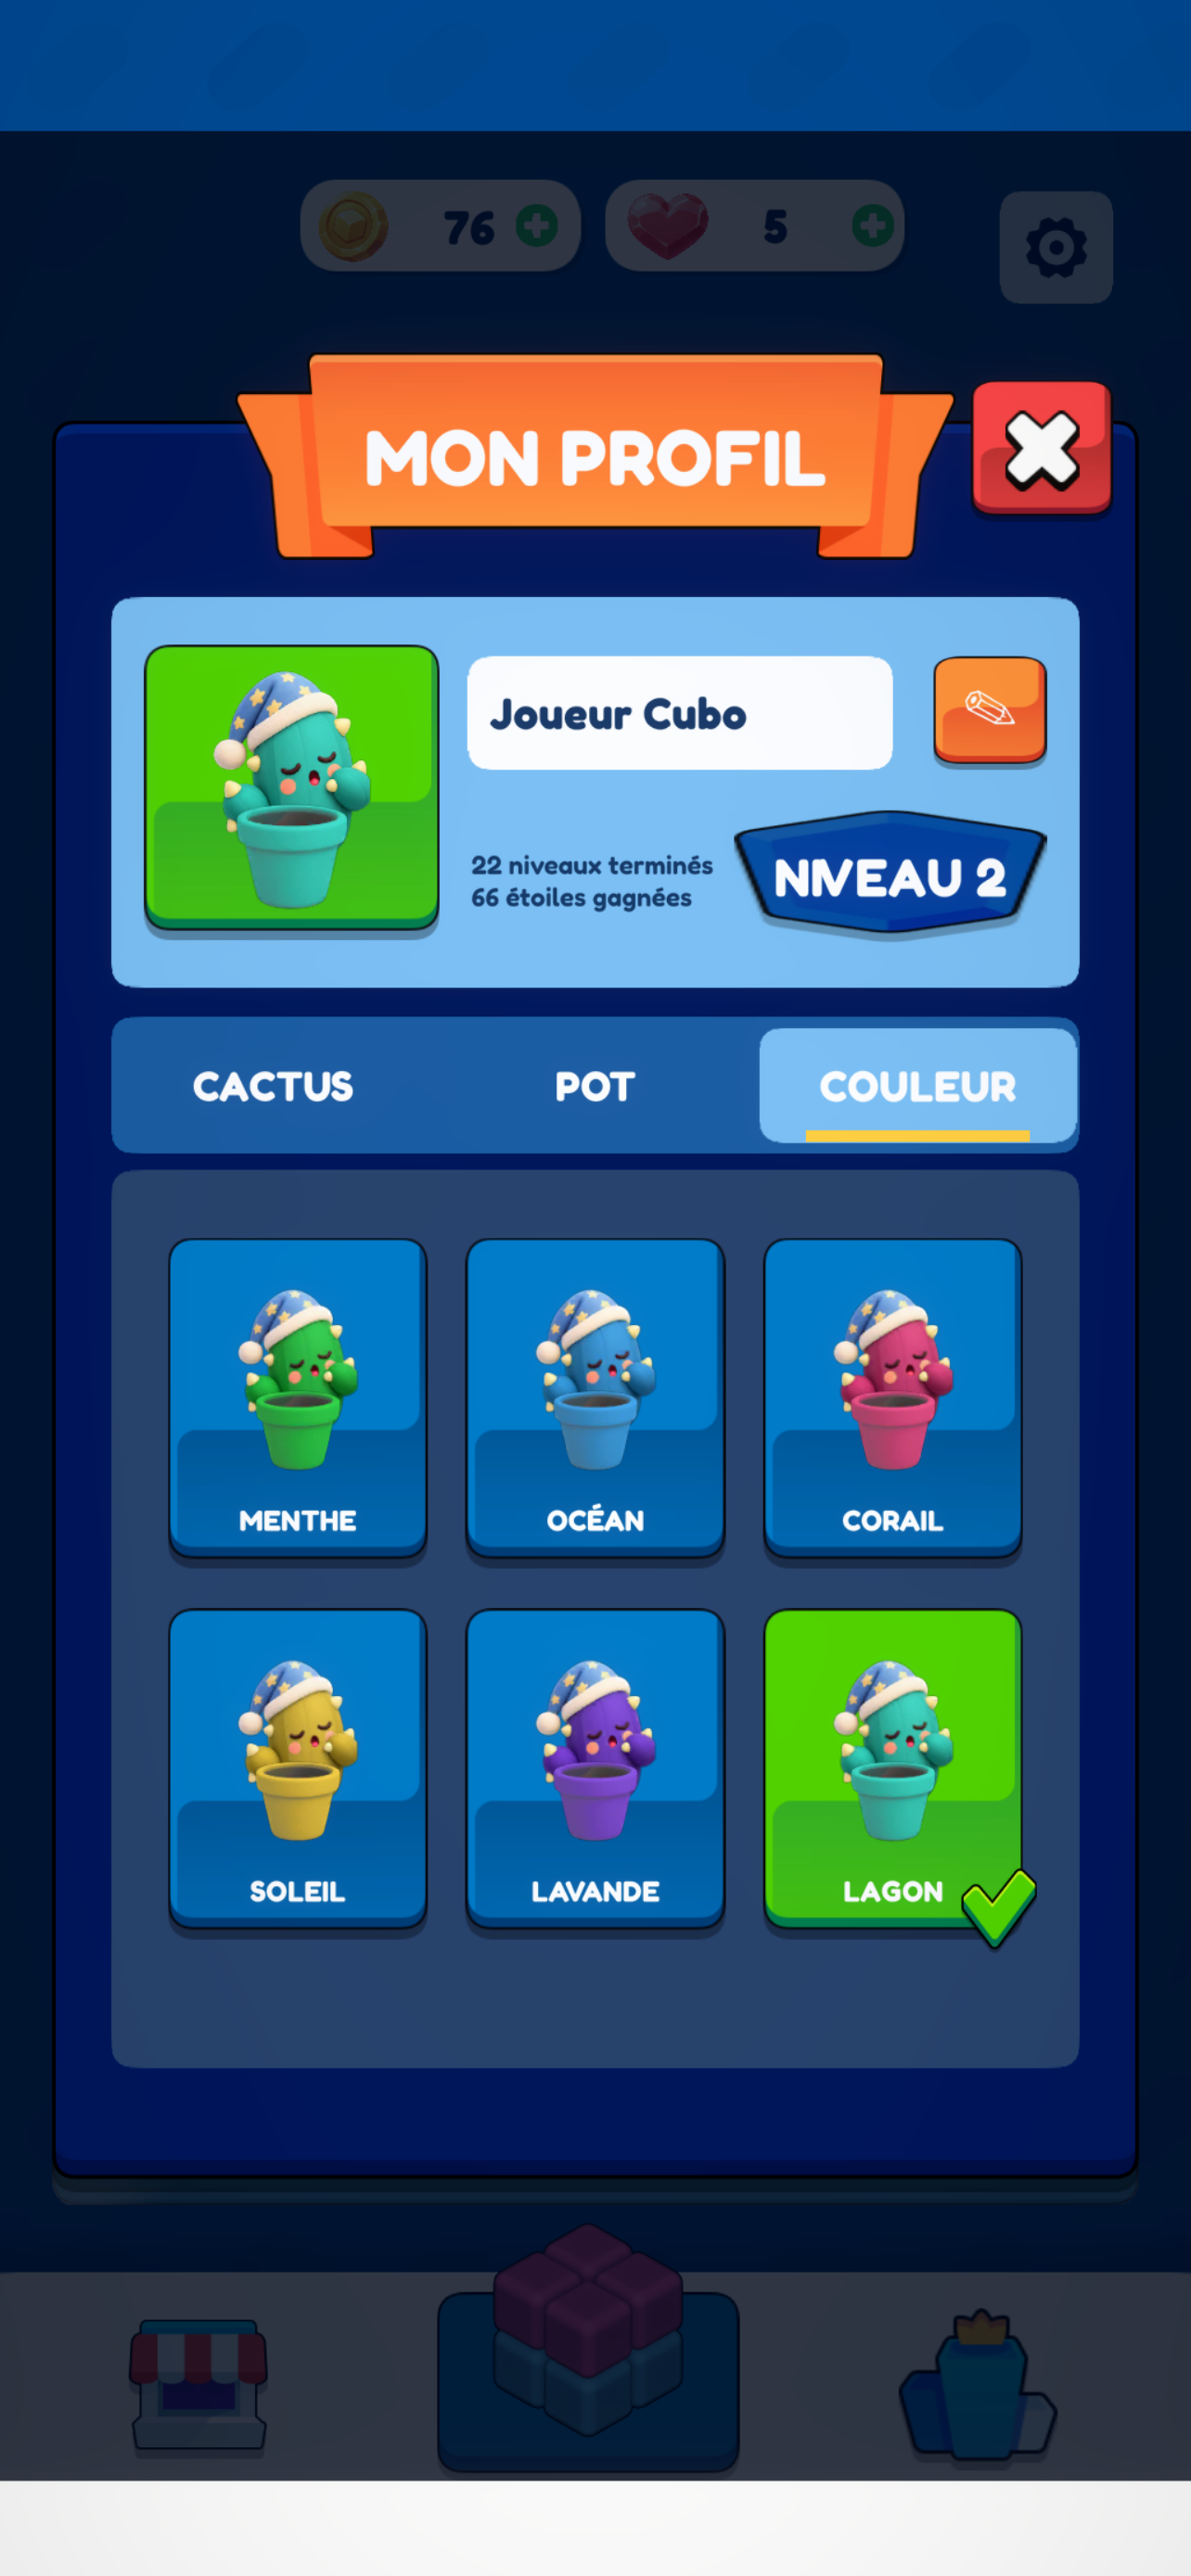 76
5
MON PROFIL
Joueur Cubo
22 niveaux terminés
66 étoiles gagnées
NIVEAU 2
CACTUS
POT
COULEUR
MENTHE
OCÉAN
CORAIL
SOLEIL
LAVANDE
LAGON